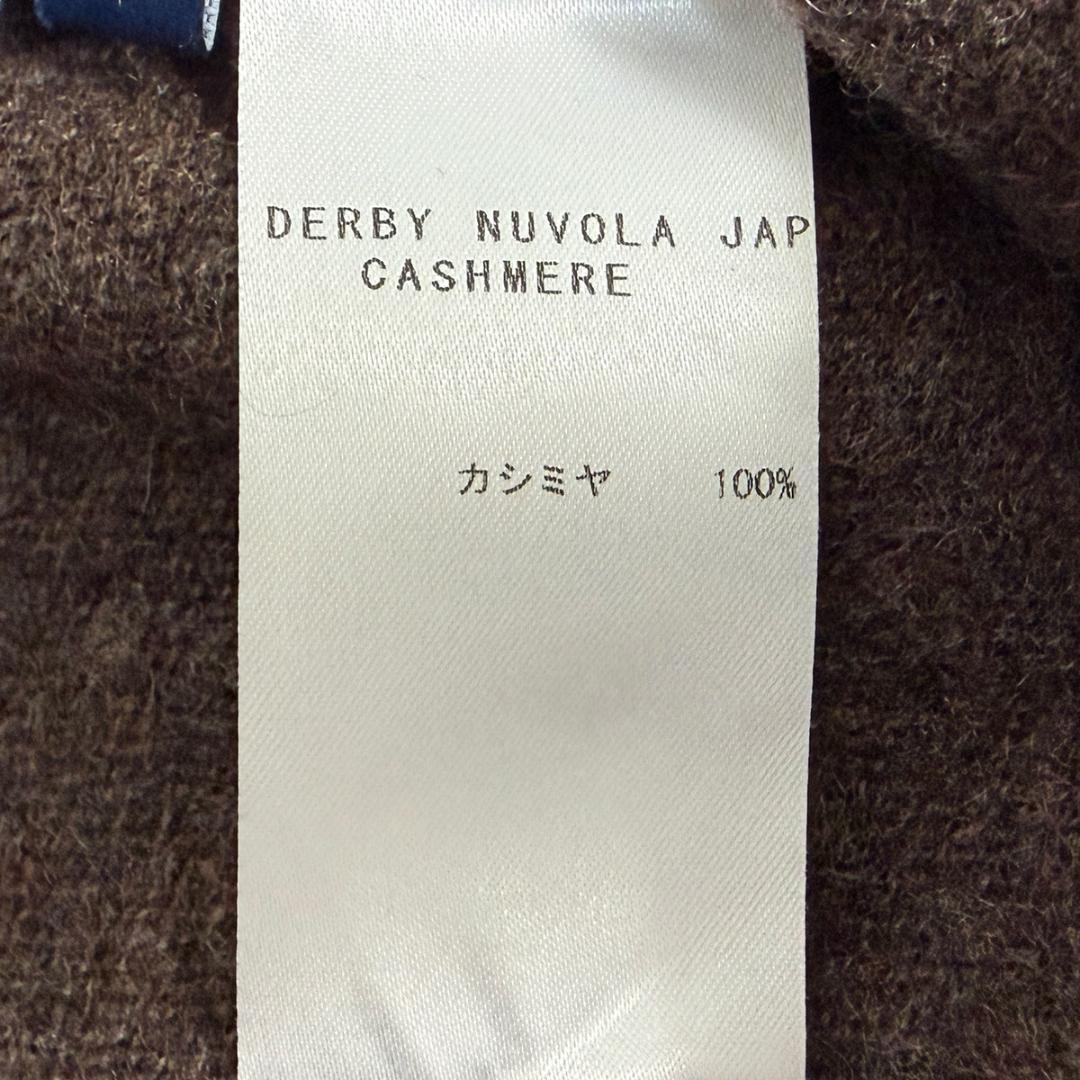 DERBY NUVOLA JAP
CASHMERE
カシミヤ 100%